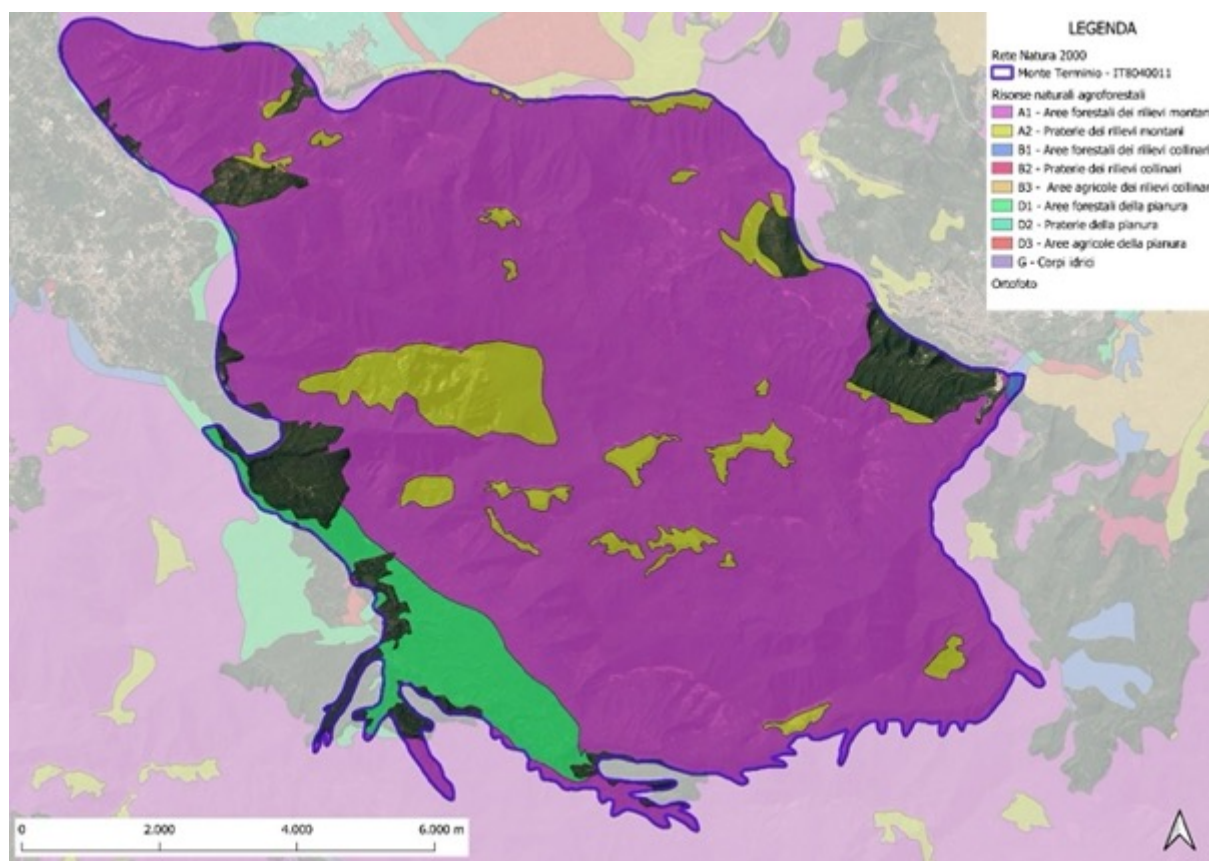 LEGENDA
Rete Natura 2000
Monte Terminio - IT8040011
Risorse naturali agroforestali
A1 - Aree forestali dei rilievi montani
A2 - Praterie dei rilievi montani
B1 - Aree forestali dei rilievi collinari
B2 - Praterie dei rilievi collinari
B3 - Aree agricole dei rilievi collinar
D1 - Aree forestali della pianura
D2 - Praterie della pianura
D3 - Aree agricole della pianura
G - Corpi idrici
Ortofoto
0 2.000 4.000 6.000 m